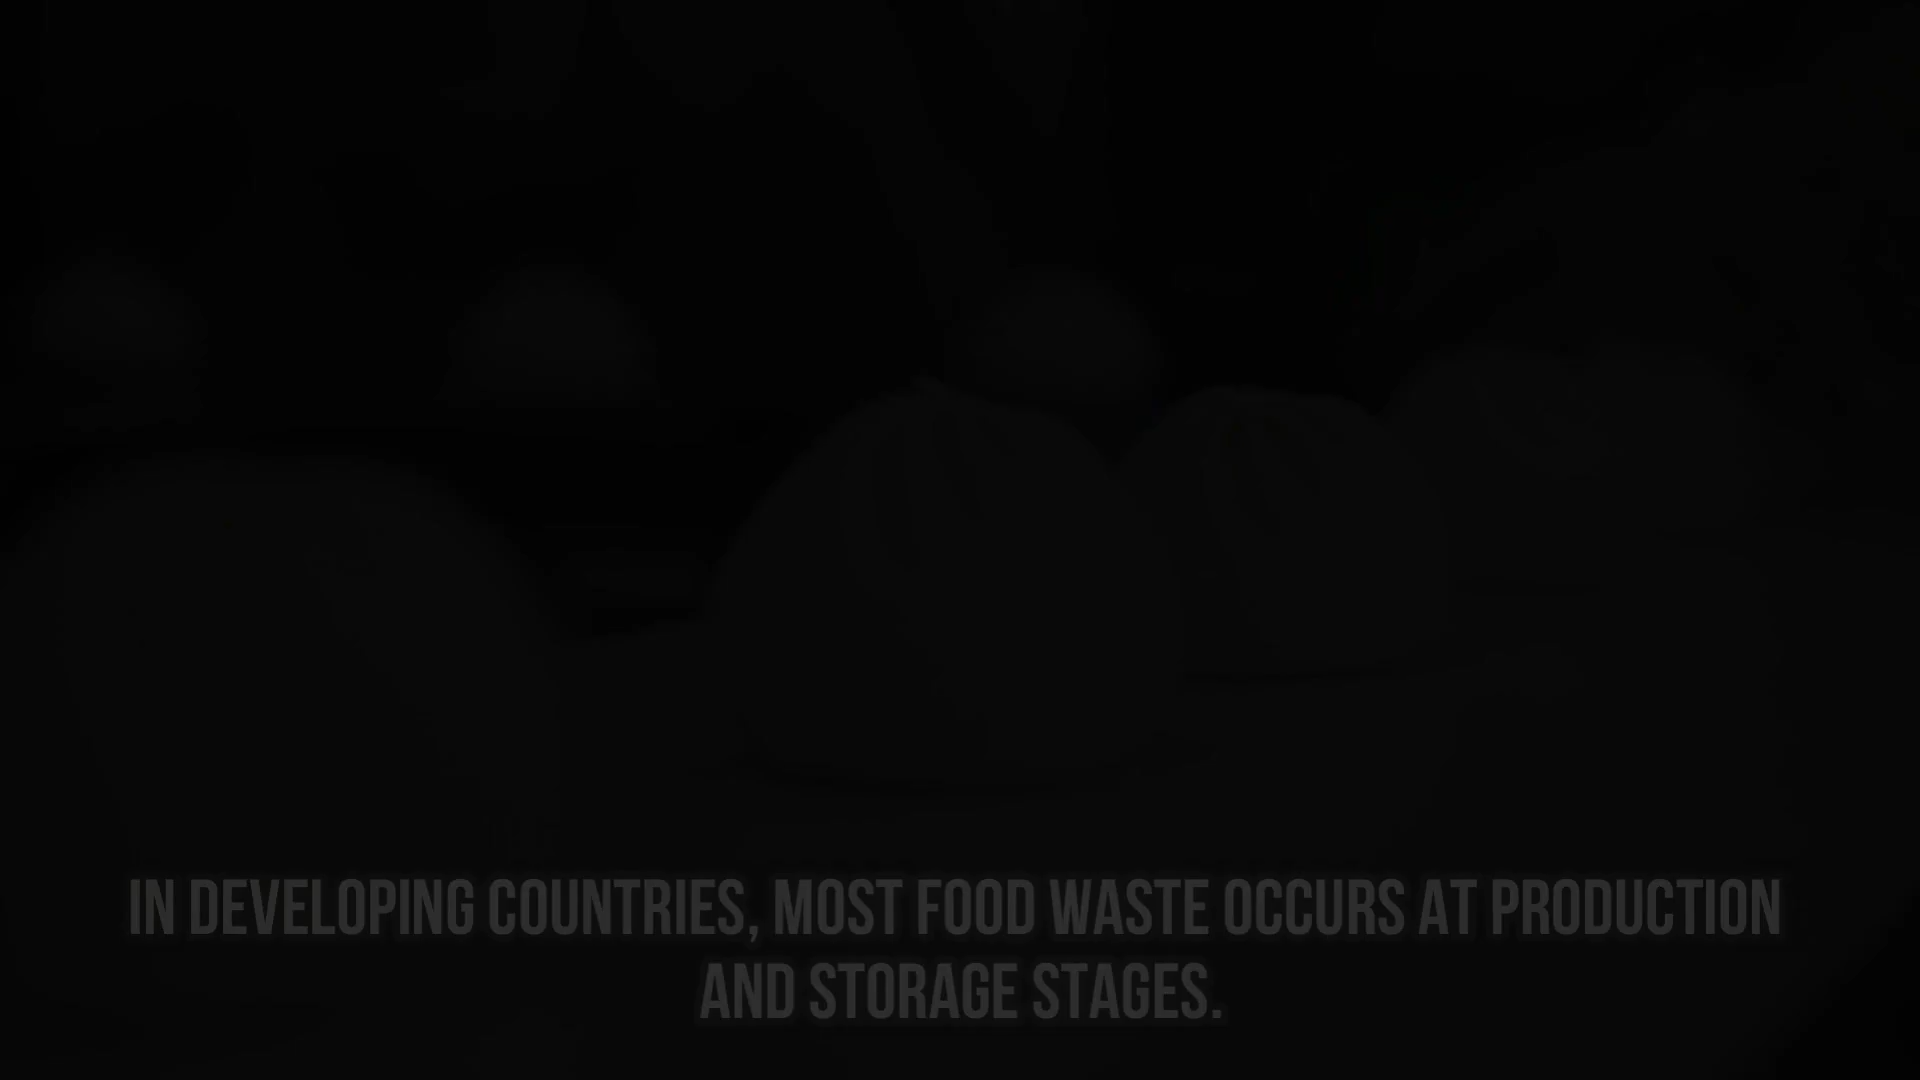 IN DEVELOPING COUNTRIES, MOST FOOD WASTE OCCURS AT PRODUCTION
AND STORAGE STAGES.